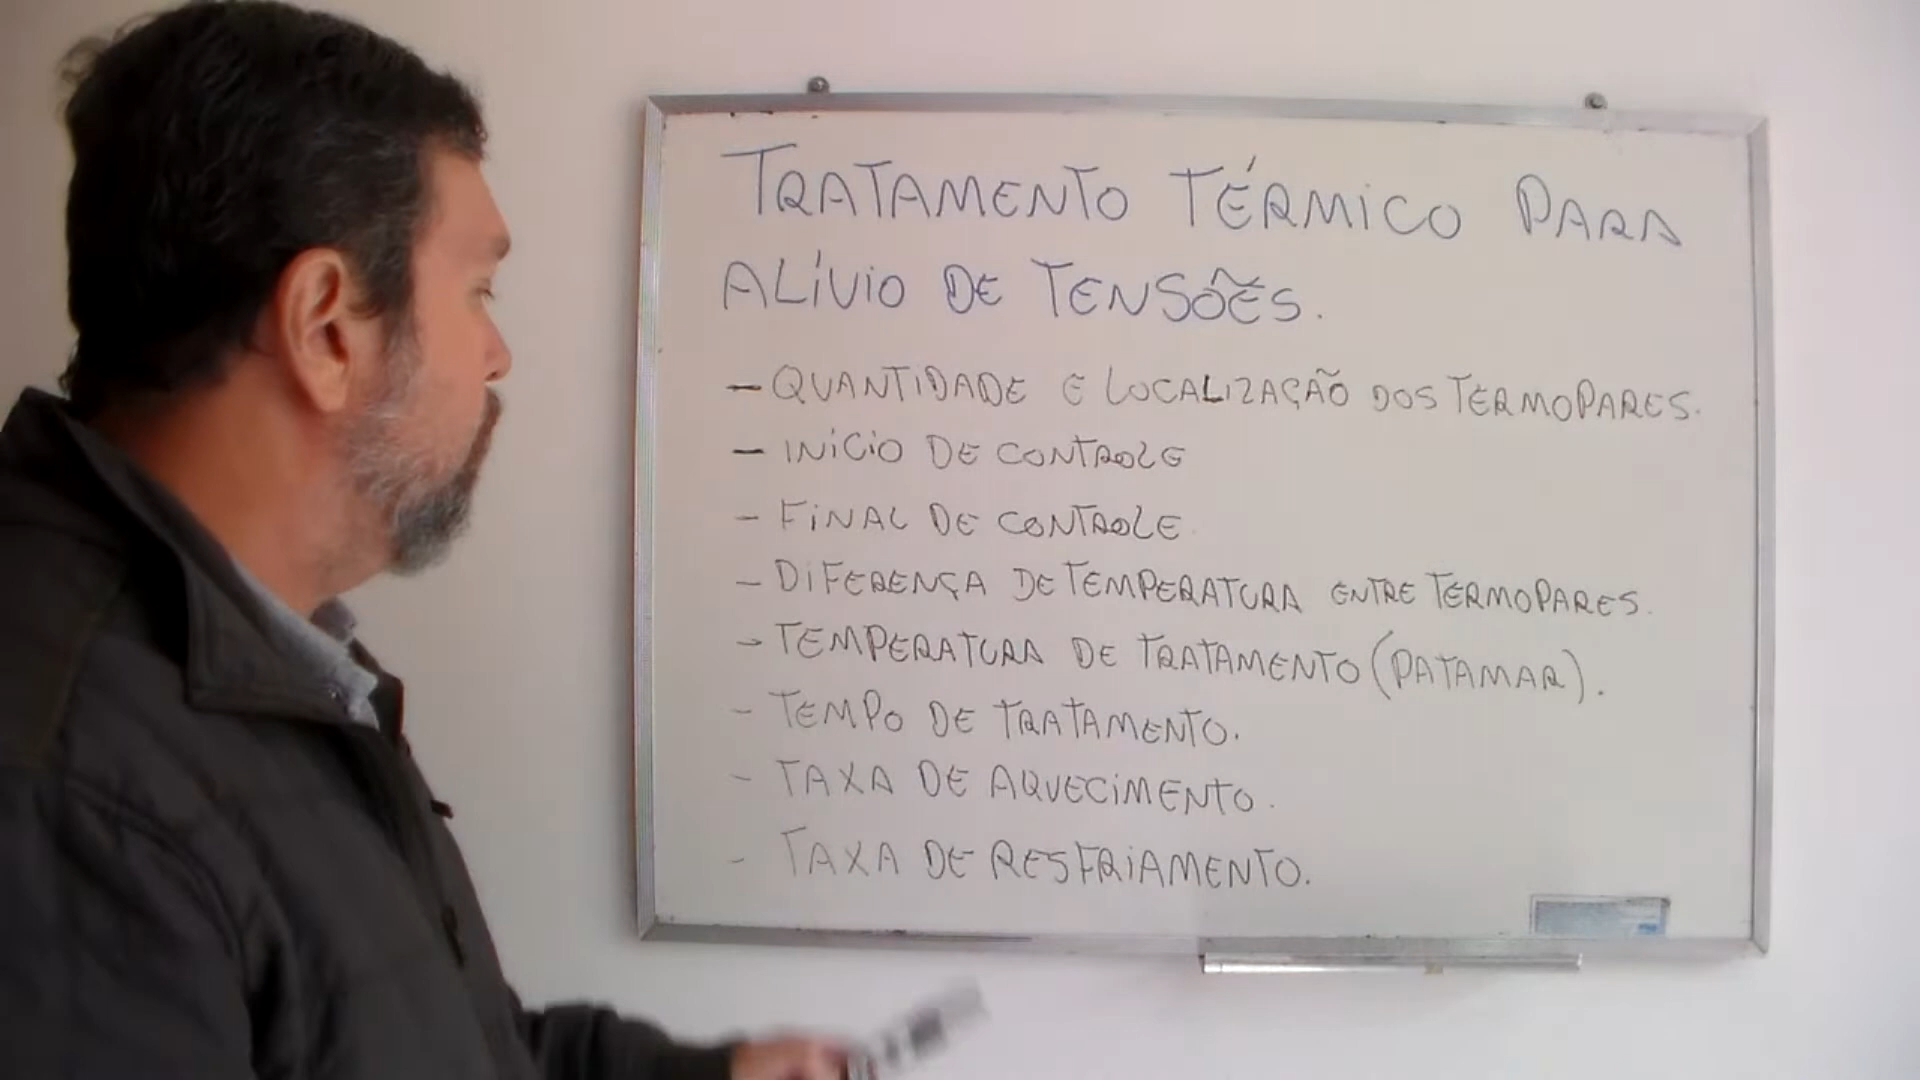 TRATAMENTO TÉRMICO PARA
ALÍVIO DE TENSÕES.
- QUANTIDADE E LOCALIZAÇÃO DOS TERMOPARES.
- INÍCIO DE CONTROLE
- FINAL DE CONTROLE.
- DIFERENÇA DE TEMPERATURA ENTRE TERMOPARES.
- TEMPERATURA DE TRATAMENTO (PATAMAR).
- TEMPO DE TRATAMENTO.
- TAXA DE AQUECIMENTO.
- TAXA DE RESFRIAMENTO.